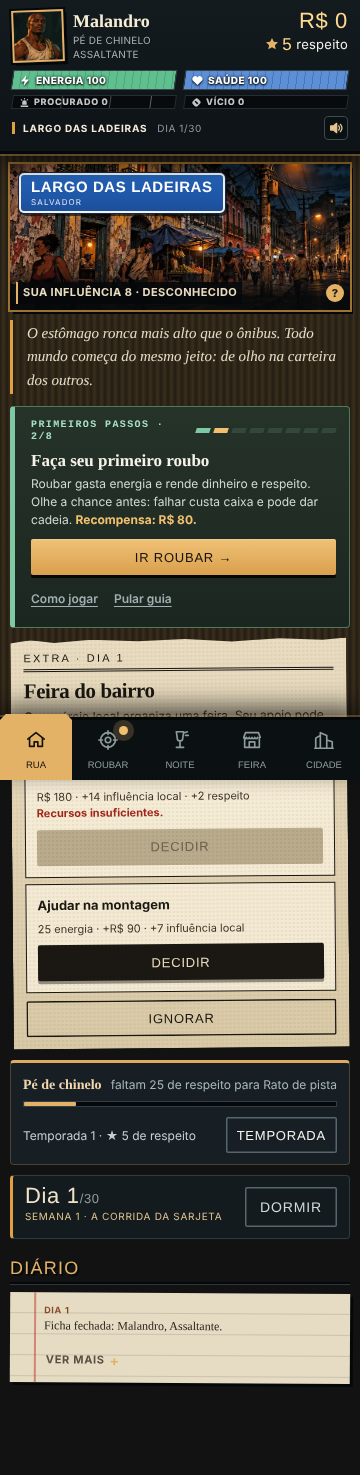 Malandro
PÉ DE CHINELO
ASSALTANTE
R$ 0
★ 5 respeito
ENERGIA 100
SAÚDE 100
PROCURADO 0
VÍCIO 0
LARGO DAS LADEIRAS DIA 1/30
LARGO DAS LADEIRAS
SALVADOR
SUA INFLUÊNCIA 8 · DESCONHECIDO
?
O estômago ronca mais alto que o ônibus. Todo
mundo começa do mesmo jeito: de olho na carteira
dos outros.
PRIMEIROS PASSOS ·
2/8
Faça seu primeiro roubo
Roubar gasta energia e rende dinheiro e respeito.
Olhe a chance antes: falhar custa caixa e pode dar
cadeia. Recompensa: R$ 80.
IR ROUBAR →
Como jogar Pular guia
EXTRA · DIA 1
Feira do bairro
RUA
ROUBAR
NOITE
FEIRA
CIDADE
R$ 180 · +14 influência local · +2 respeito
Recursos insuficientes.
DECIDIR
Ajudar na montagem
25 energia · +R$ 90 · +7 influência local
DECIDIR
IGNORAR
Pé de chinelo faltam 25 de respeito para Rato de pista
Temporada 1 · ★ 5 de respeito
TEMPORADA
Dia 1/30
SEMANA 1 · A CORRIDA DA SARJETA
DORMIR
DIÁRIO
DIA 1
Ficha fechada: Malandro, Assaltante.
VER MAIS +